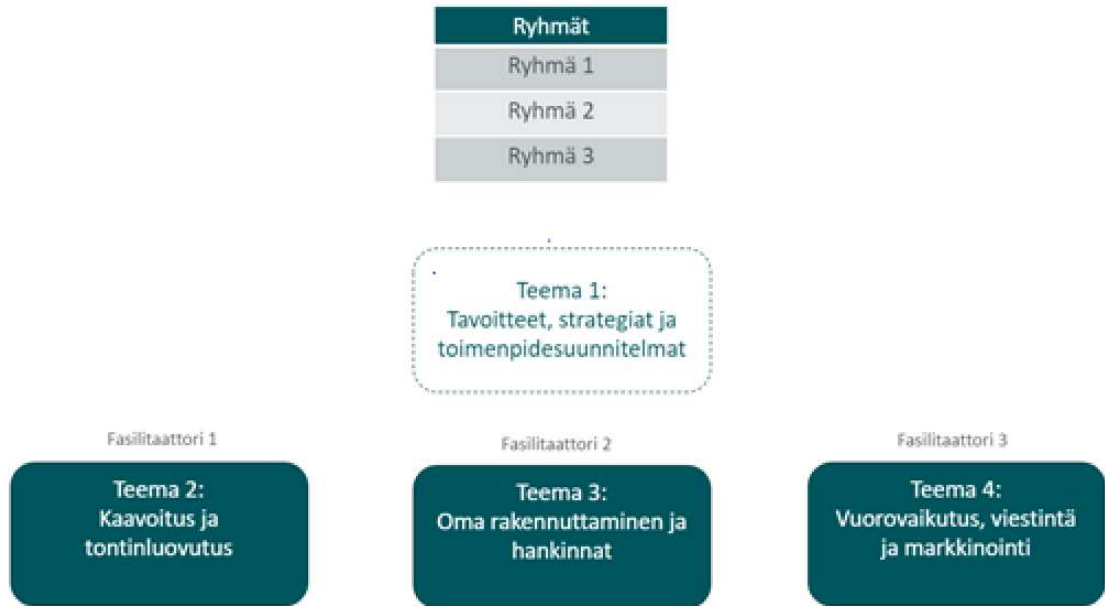 Ryhmät
Ryhmä 1
Ryhmä 2
Ryhmä 3
Teema 1:
Tavoitteet, strategiat ja
toimenpidesuunnitelmat
Fasilitaattori 1
Teema 2:
Kaavoitus ja
tontinluovutus
Fasilitaattori 2
Teema 3:
Oma rakennuttaminen ja
hankinnat
Fasilitaattori 3
Teema 4:
Vuorovaikutus, viestintä
ja markkinointi